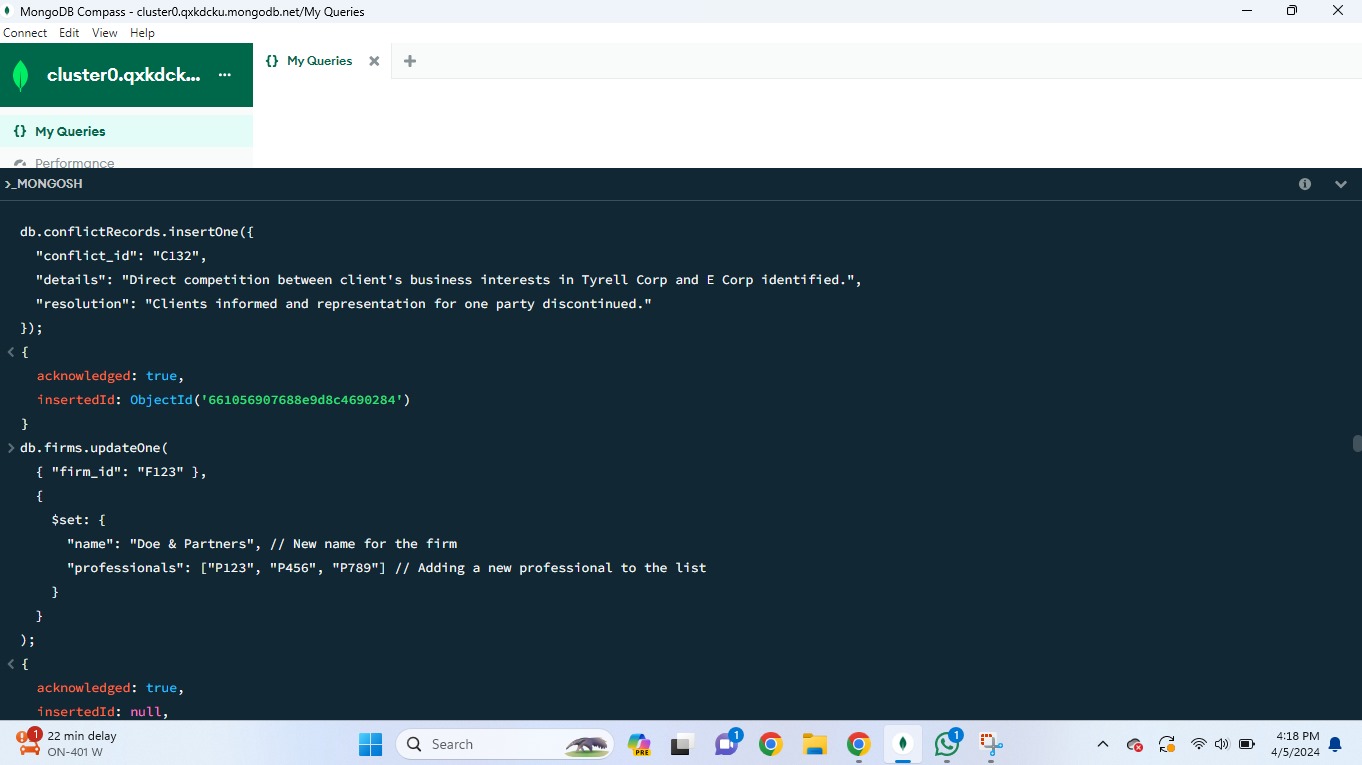 MongoDB Compass - cluster0.qxkdcku.mongodb.net/My Queries
Connect Edit View Help
cluster0.qxkdck... ...
{} My Queries
{} My Queries
Performance
>_MONGOSH
db.conflictRecords.insertOne({
"conflict_id": "C132",
"details": "Direct competition between client's business interests in Tyrell Corp and E Corp identified.",
"resolution": "Clients informed and representation for one party discontinued."
});
< {
acknowledged: true,
insertedId: ObjectId('661056907688e9d8c4690284')
}
> db.firms.updateOne(
{ "firm_id": "F123" },
{
$set: {
"name": "Doe & Partners", // New name for the firm
"professionals": ["P123", "P456", "P789"] // Adding a new professional to the list
}
}
);
< {
acknowledged: true,
insertedId: null,
1
22 min delay
ON-401 W
Search
PRE
1
1
4:18 PM
4/5/2024